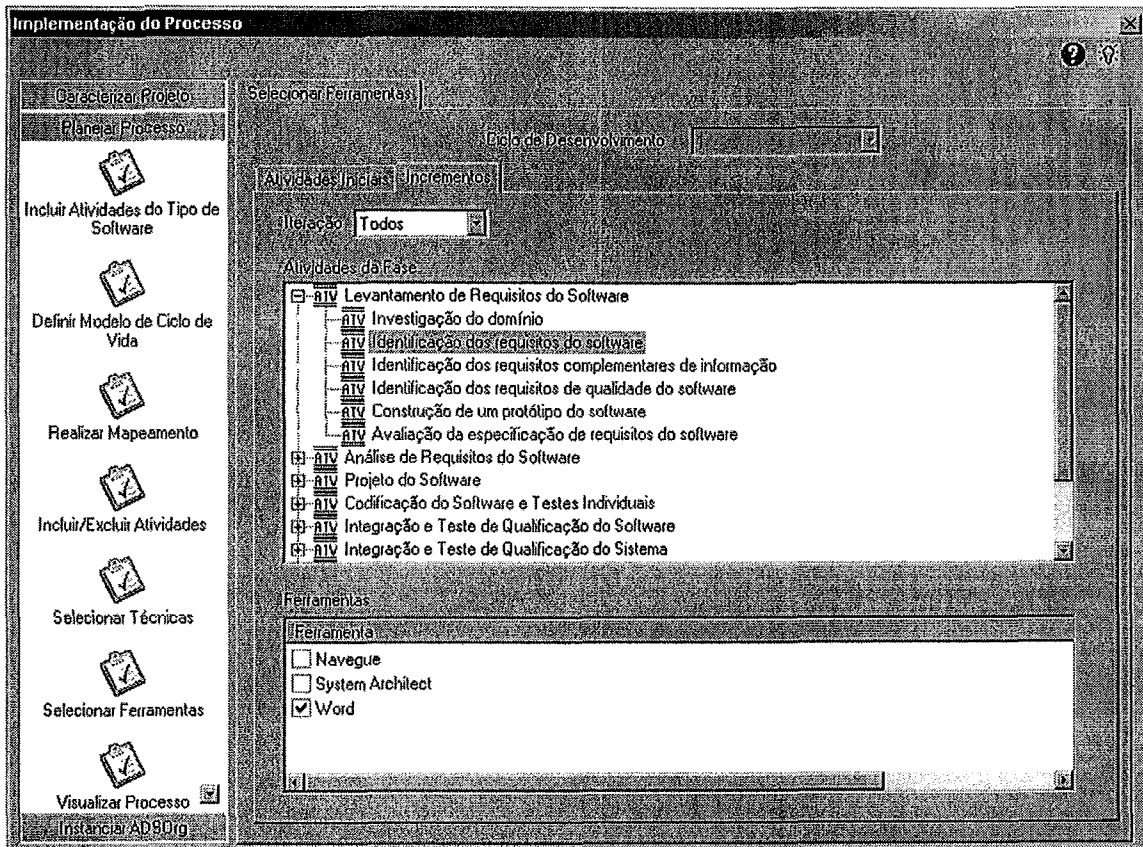 Implementação do Processo
Caracterizar Projeto
Planejar Processo
Incluir Atividades do Tipo de
Software
Definir Modelo de Ciclo de
Vida
Realizar Mapeamento
Incluir/Excluir Atividades
Selecionar Técnicas
Selecionar Ferramentas
Visualizar Processo
Instanciar ADSOrg
Selecionar Ferramentas
Ciclo de Desenvolvimento
Atividades Iniciais
Incrementos
Iteração
Todos
Atividades da Fase
ATV Levantamento de Requisitos do Software
ATV Investigação do domínio
ATV Identificação dos requisitos do software
ATV Identificação dos requisitos complementares de informação
ATV Identificação dos requisitos de qualidade do software
ATV Construção de um protótipo do software
ATV Avaliação da especificação de requisitos do software
ATV Análise de Requisitos do Software
ATV Projeto do Software
ATV Codificação do Software e Testes Individuais
ATV Integração e Teste de Qualificação do Software
ATV Integração e Teste de Qualificação do Sistema
Ferramentas
Ferramenta
Navegue
System Architect
Word